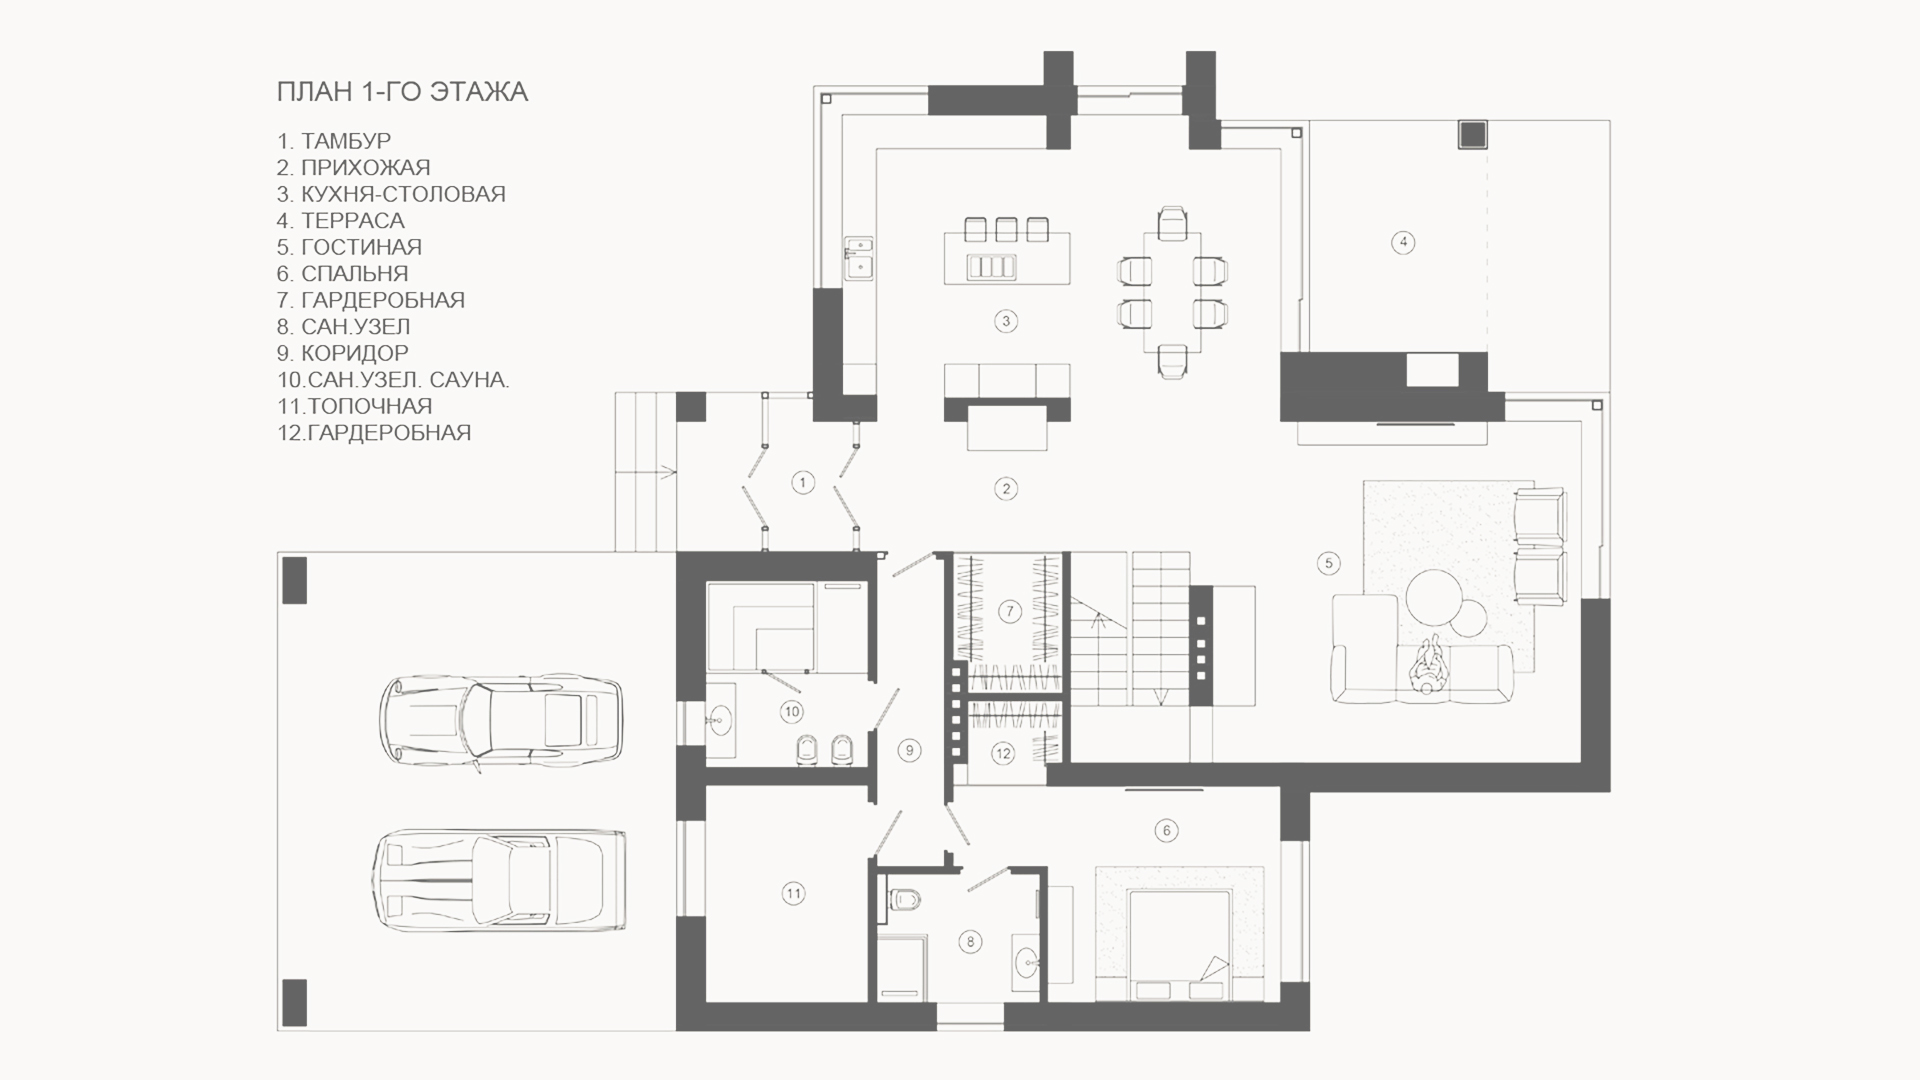 ПЛАН 1-ГО ЭТАЖА
1. ТАМБУР
2. ПРИХОЖАЯ
3. КУХНЯ-СТОЛОВАЯ
4. ТЕРРАСА
5. ГОСТИНАЯ
6. СПАЛЬНЯ
7. ГАРДЕРОБНАЯ
8. САН.УЗЕЛ
9. КОРИДОР
10.САН.УЗЕЛ. САУНА.
11.ТОПОЧНАЯ
12.ГАРДЕРОБНАЯ
4
3
1
2
5
7
10
9
12
6
11
8